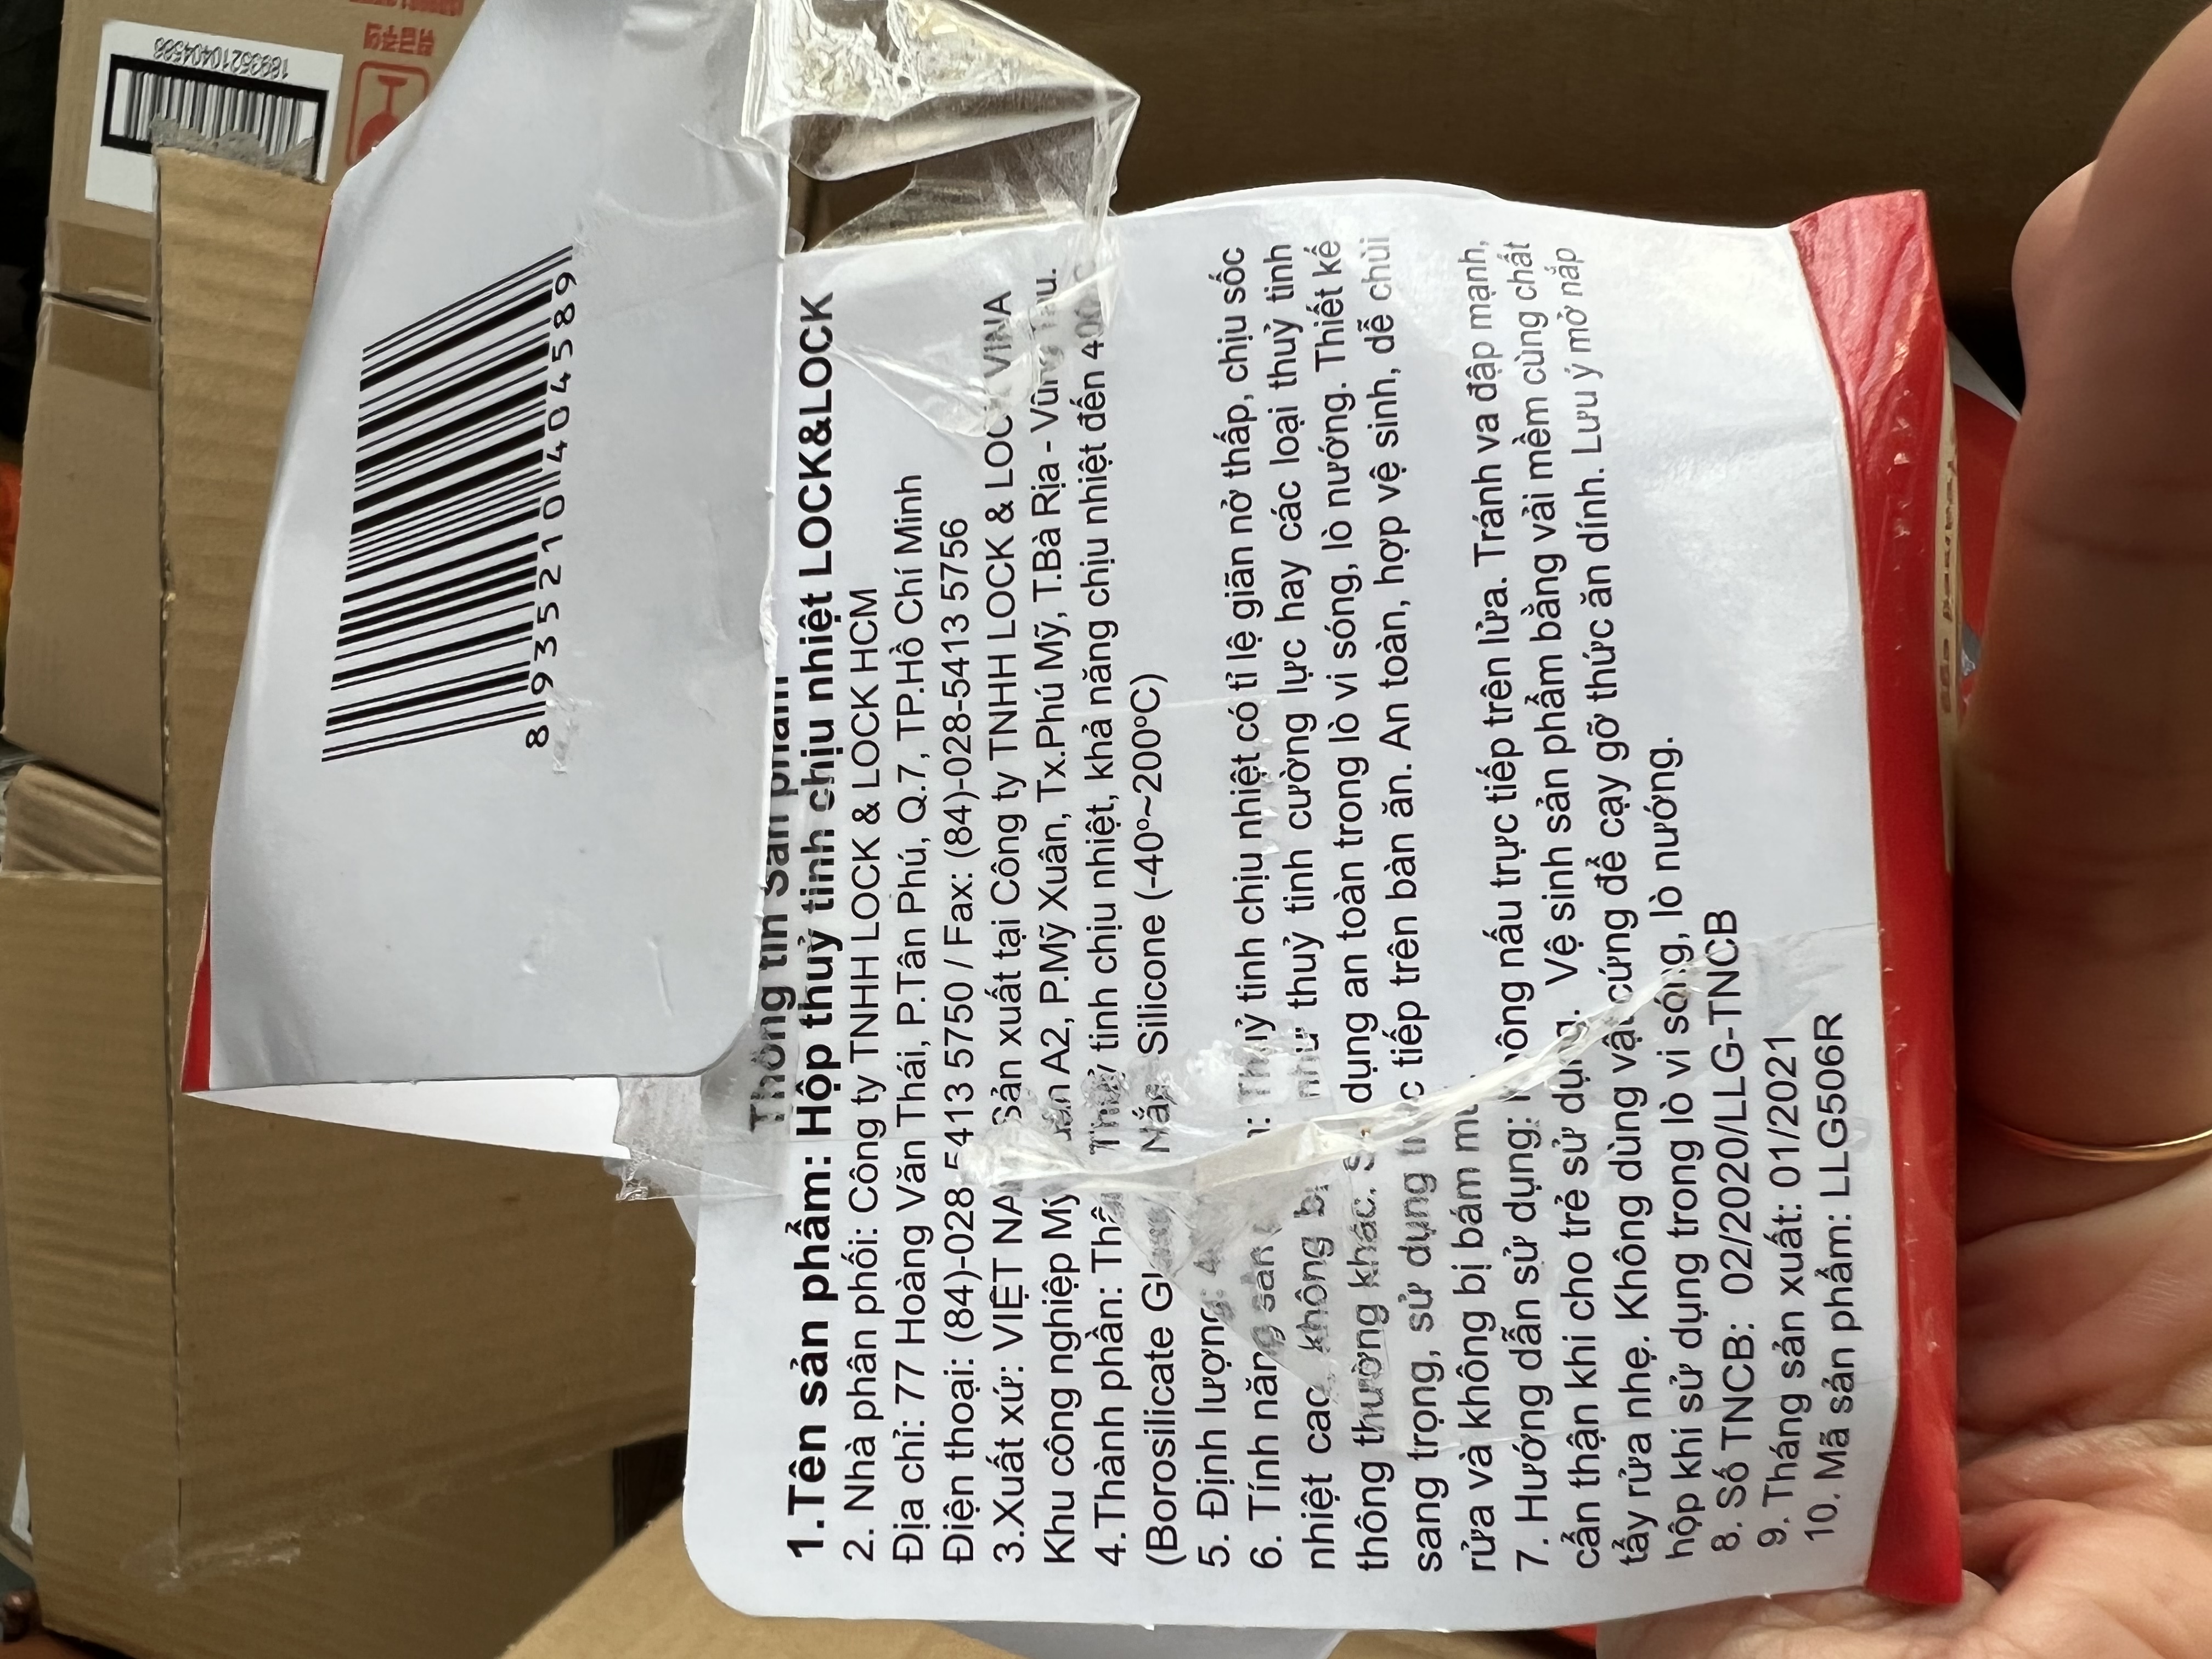 18935210404586
취급주의
8 935210 404589
Thông tin sản phẩm
1.Tên sản phẩm: Hộp thuỷ tinh chịu nhiệt LOCK&LOCK
2. Nhà phân phối: Công ty TNHH LOCK & LOCK HCM
Địa chỉ: 77 Hoàng Văn Thái, P.Tân Phú, Q.7, TP.Hồ Chí Minh
Điện thoại: (84)-028 5413 5750 / Fax: (84)-028-5413 5756
3.Xuất xứ: VIỆT NA Sản xuất tại Công ty TNHH LOCK & LOCK VINA
Khu công nghiệp Mỹ A2, P.Mỹ Xuân, Tx.Phú Mỹ, T.Bà Rịa - Vũng Tàu.
4.Thành phần: Thân Thuỷ tinh chịu nhiệt, khả năng chịu nhiệt đến 400
(Borosilicate Gl Nắp Silicone (-40º~200ºC)
5. Định lượng: 4
6. Tính năng sản Thuỷ tinh chịu nhiệt có tỉ lệ giãn nở thấp, chịu sốc
nhiệt cao, không bị như thuỷ tinh cường lực hay các loại thuỷ tinh
thông thường khác. dụng an toàn trong lò vi sóng, lò nướng. Thiết kế
sang trọng, sử dụng tiếp trên bàn ăn. An toàn, hợp vệ sinh, dễ chùi
rửa và không bị bám
7. Hướng dẫn sử dụng: nấu trực tiếp trên lửa. Tránh va đập mạnh,
cẩn thận khi cho trẻ sử dụng. Vệ sinh sản phẩm bằng vải mềm cùng chất
tẩy rửa nhẹ. Không dùng vật cứng để cạy gỡ thức ăn dính. Lưu ý mở nắp
hộp khi sử dụng trong lò vi sóng, lò nướng.
8. Số TNCB: 02/2020/LLG-TNCB
9. Tháng sản xuất: 01/2021
10. Mã sản phẩm: LLG506R